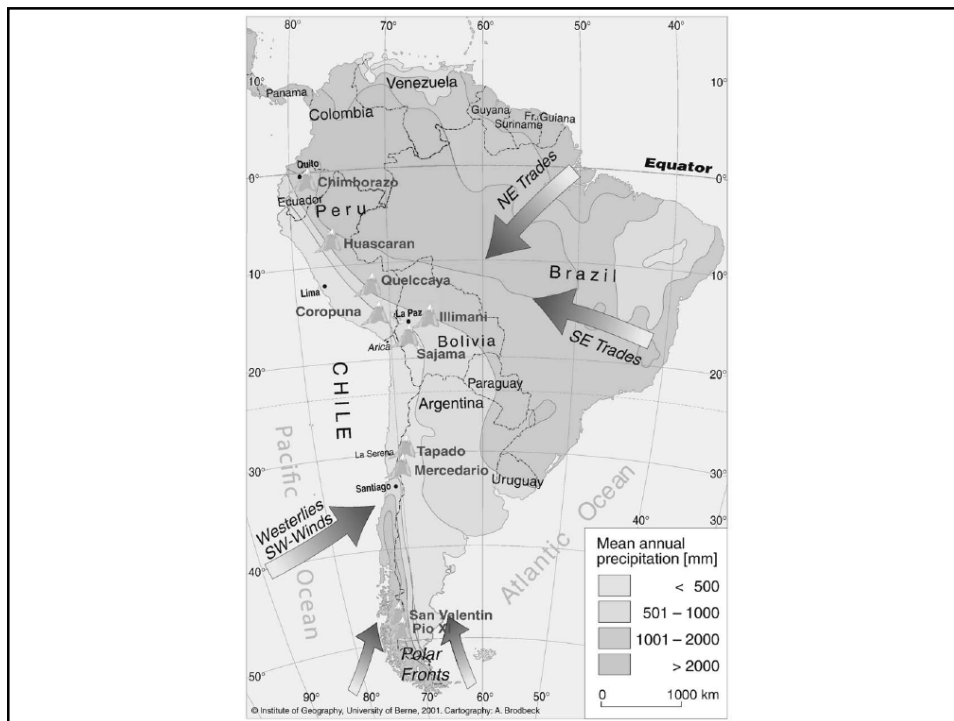 80° 70° 60° 50° 40°
10° 10°
Panama
Venezuela
Colombia
Guyana
Suriname
Fr. Guiana
Equator
Quito
0° 0°
Chimborazo
Ecuador
Peru
NE Trades
Huascaran
10° 10°
Brazil
Lima
Quelccaya
Coropuna
La Paz
Illimani
Bolivia
SE Trades
Arica
Sajama
20° 20°
CHILE
Paraguay
Argentina
Pacific
Ocean
La Serena
Tapado
Mercedario
30° 30°
Santiago
Uruguay
Atlantic Ocean
40° 30°
Westerlies
SW-Winds
40°
San Valentin
Pio XI
Polar
Fronts
50°
90° 80° 70° 60° 50°
Mean annual
precipitation [mm]
< 500
501 – 1000
1001 – 2000
> 2000
0 1000 km
© Institute of Geography, University of Berne, 2001. Cartography: A. Brodbeck